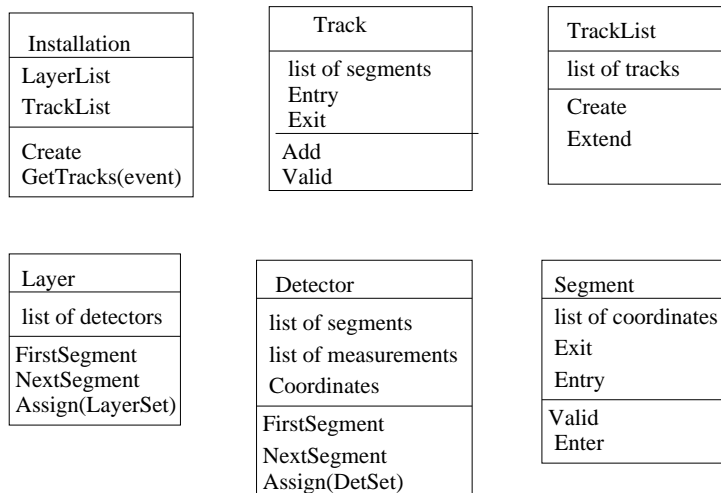 Installation
LayerList
TrackList
Create
GetTracks(event)
Track
list of segments
Entry
Exit
Add
Valid
TrackList
list of tracks
Create
Extend
Layer
list of detectors
FirstSegment
NextSegment
Assign(LayerSet)
Detector
list of segments
list of measurements
Coordinates
FirstSegment
NextSegment
Assign(DetSet)
Segment
list of coordinates
Exit
Entry
Valid
Enter